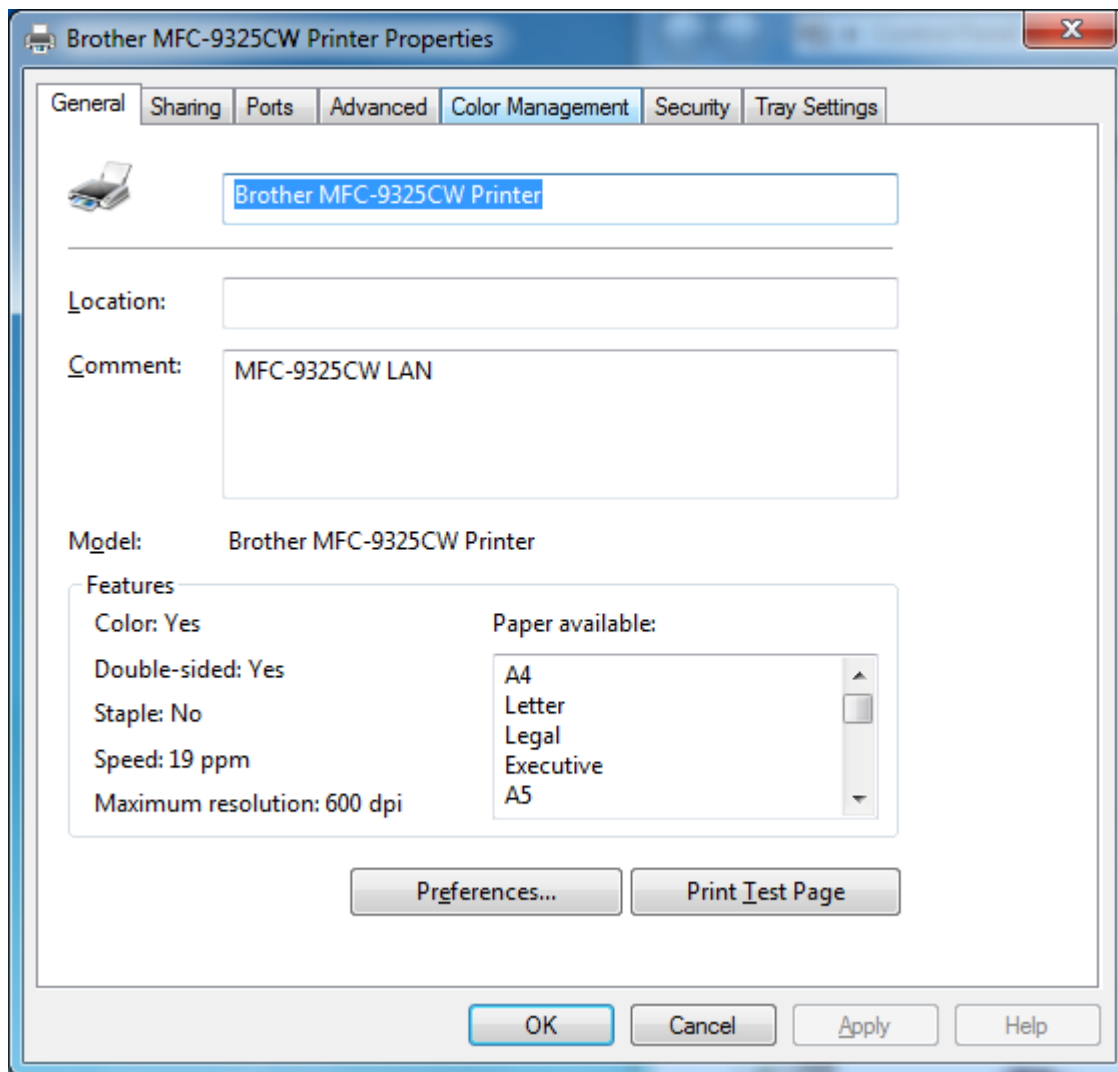 Brother MFC-9325CW Printer Properties
General Sharing Ports Advanced Color Management Security Tray Settings
Brother MFC-9325CW Printer
Location:
Comment: MFC-9325CW LAN
Model: Brother MFC-9325CW Printer
Features
Color: Yes Paper available:
Double-sided: Yes A4
Letter
Staple: No Legal
Speed: 19 ppm Executive
Maximum resolution: 600 dpi A5
Preferences... Print Test Page
OK Cancel Apply Help